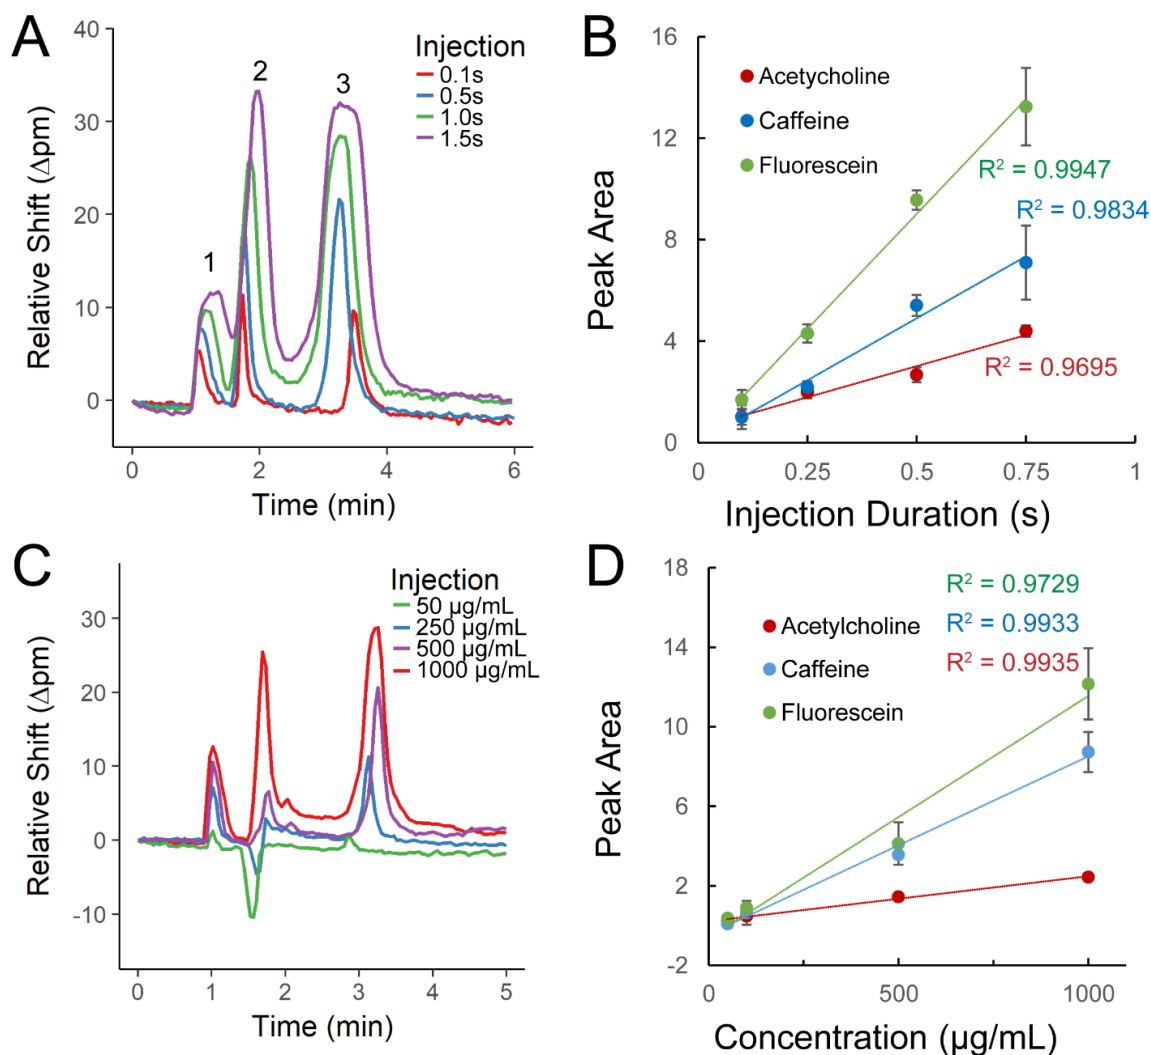 A
40
30
20
10
0
Relative Shift (Δpm)
1
2
3
Injection
0.1s
0.5s
1.0s
1.5s
0 2 4 6
Time (min)
B
16
12
8
4
0
Peak Area
Acetycholine
Caffeine
Fluorescein
R² = 0.9947
R² = 0.9834
R² = 0.9695
0 0.25 0.5 0.75 1
Injection Duration (s)
C
30
20
10
0
-10
Relative Shift (Δpm)
Injection
50 µg/mL
250 µg/mL
500 µg/mL
1000 µg/mL
0 1 2 3 4 5
Time (min)
D
18
14
10
6
2
-2
Peak Area
R² = 0.9729
R² = 0.9933
R² = 0.9935
Acetylcholine
Caffeine
Fluorescein
0 500 1000
Concentration (µg/mL)